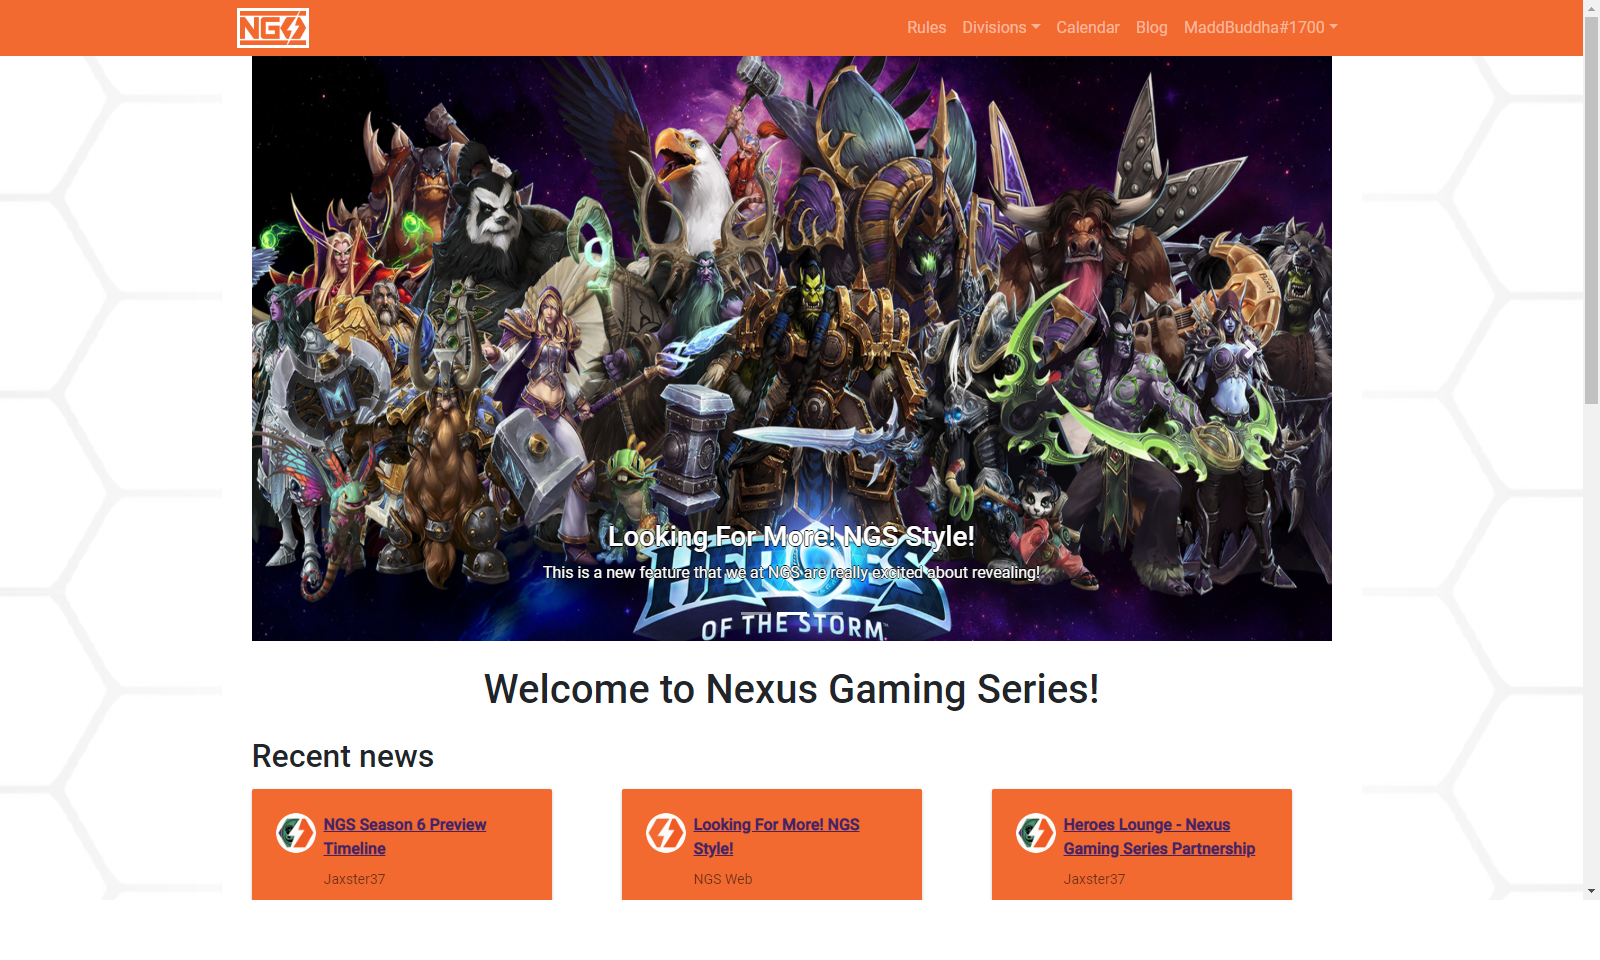 NGS
Rules
Divisions
Calendar
Blog
MaddBuddha#1700
Looking For More! NGS Style!
This is a new feature that we at NGS are really excited about revealing!
HEROES
OF THE STORM™
Welcome to Nexus Gaming Series!
Recent news
NGS Season 6 Preview
Timeline
Jaxster37
Looking For More! NGS
Style!
NGS Web
Heroes Lounge - Nexus
Gaming Series Partnership
Jaxster37